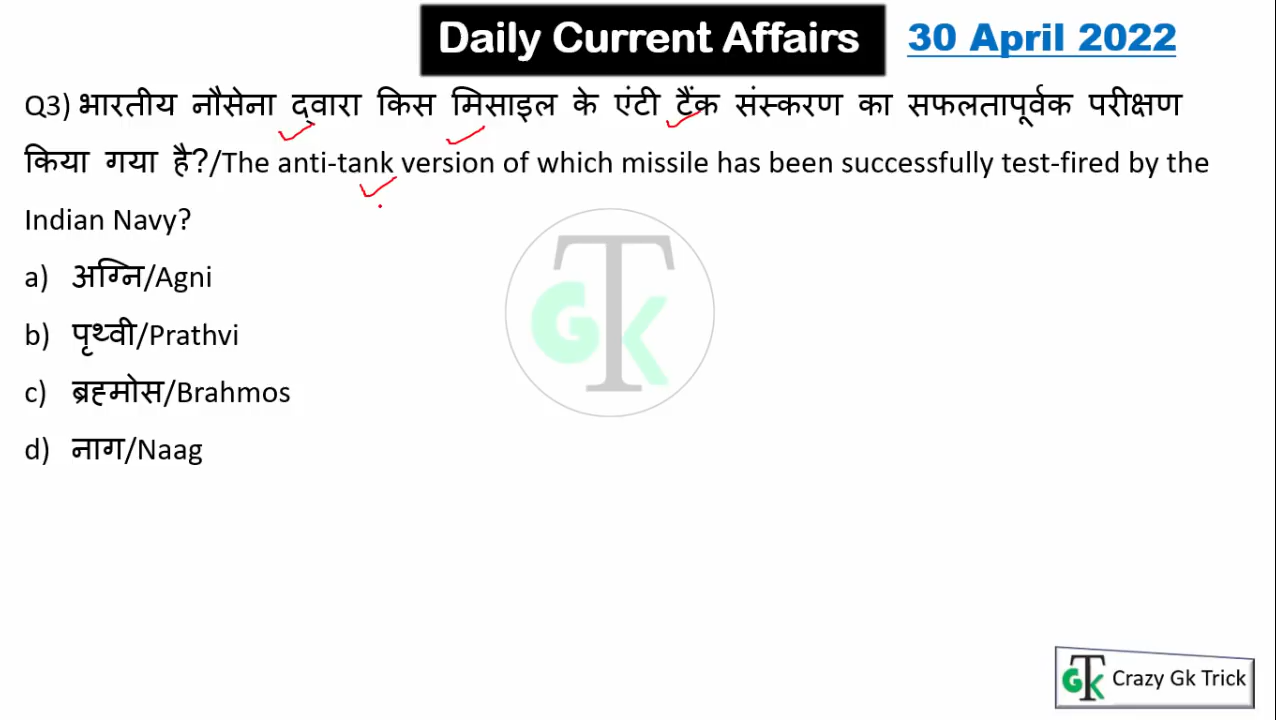 Daily Current Affairs 30 April 2022
Q3) भारतीय नौसेना द्वारा किस मिसाइल के एंटी टैंक संस्करण का सफलतापूर्वक परीक्षण
किया गया है?/The anti-tank version of which missile has been successfully test-fired by the
Indian Navy?
a) अग्नि/Agni
b) पृथ्वी/Prathvi
c) ब्रह्मोस/Brahmos
d) नाग/Naag
GTK
GTK Crazy Gk Trick